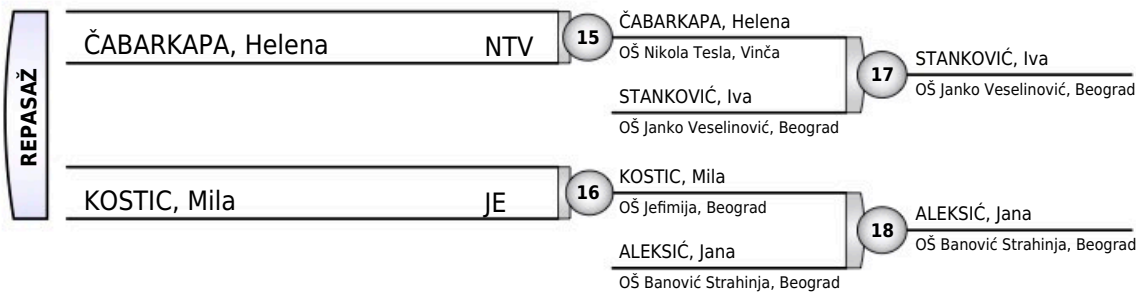 REPASAŽ
ČABARKAPA, Helena NTV
15
ČABARKAPA, Helena
OŠ Nikola Tesla, Vinča
STANKOVIĆ, Iva
OŠ Janko Veselinović, Beograd
17
STANKOVIĆ, Iva
OŠ Janko Veselinović, Beograd
KOSTIC, Mila JE
16
KOSTIC, Mila
OŠ Jefimija, Beograd
ALEKSIĆ, Jana
OŠ Banović Strahinja, Beograd
18
ALEKSIĆ, Jana
OŠ Banović Strahinja, Beograd